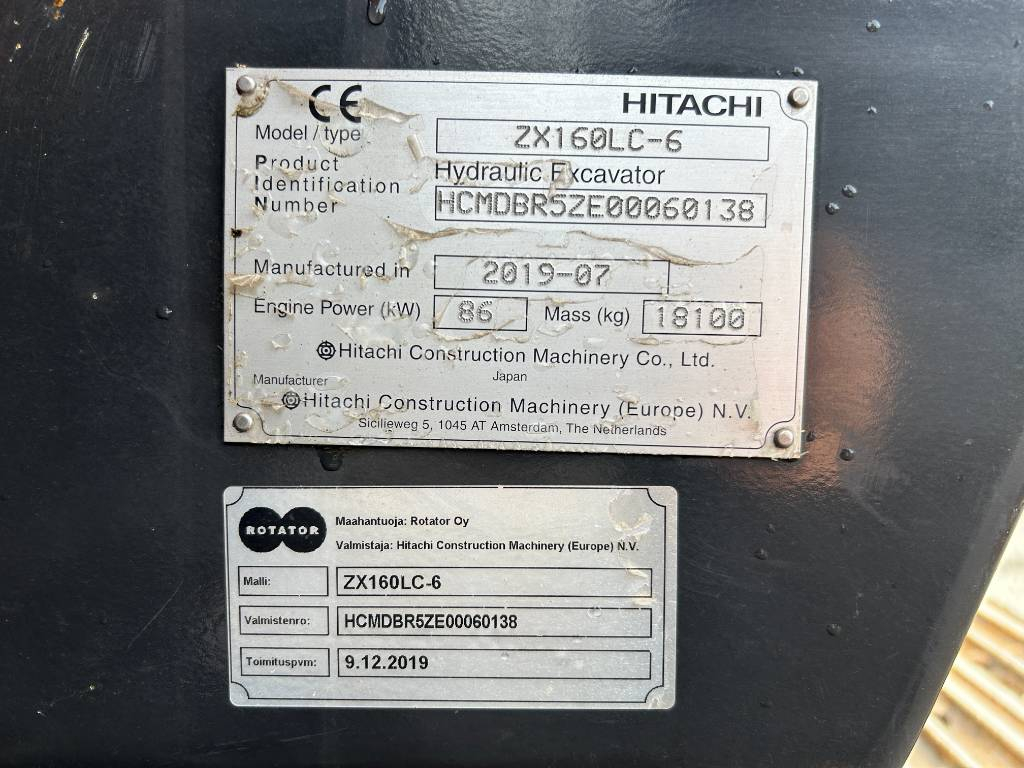 CE HITACHI
Model / type ZX160LC-6
Product Identification Number Hydraulic Excavator
HCMDBR5ZE00060138
Manufactured in 2019-07
Engine Power (kW) 86 Mass (kg) 18100
Hitachi Construction Machinery Co., Ltd.
Japan
Manufacturer
Hitachi Construction Machinery (Europe) N.V.
Sicilieweg 5, 1045 AT Amsterdam, The Netherlands
ROTATOR
Maahantuoja: Rotator Oy
Valmistaja: Hitachi Construction Machinery (Europe) N.V.
Malli: ZX160LC-6
Valmistenro: HCMDBR5ZE00060138
Toimituspvm: 9.12.2019